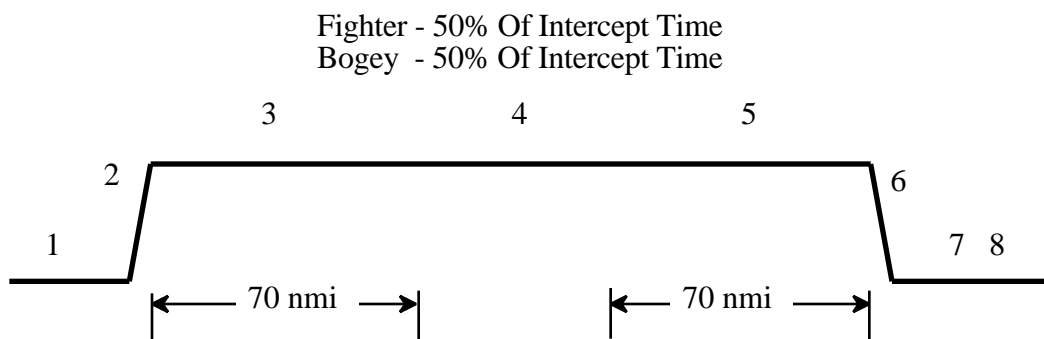 Fighter - 50% Of Intercept Time
Bogey - 50% Of Intercept Time
3 4 5
2 6
1 7 8
70 nmi 70 nmi